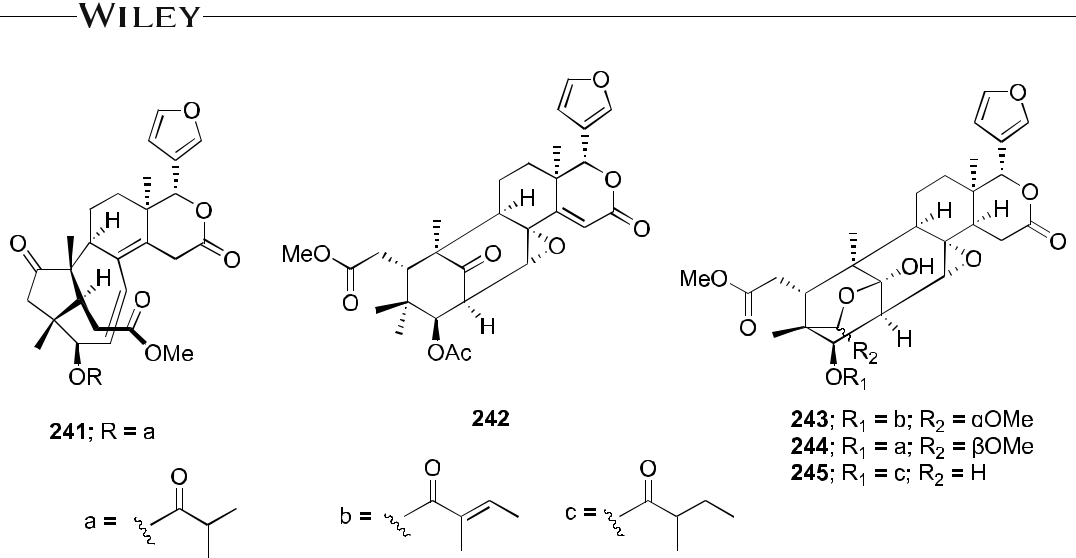 WILEY
O
O
O
O
O
H
O
H
O
OMe
OR
O
O
H
O
O
MeO
O
O
H
OAc
O
O
H
H
O
O
MeO
O
OH
O
H
R2
OR1
241; R = a
242
243; R1 = b; R2 = αOMe
244; R1 = a; R2 = βOMe
245; R1 = c; R2 = H
a =
O
b =
O
c =
O